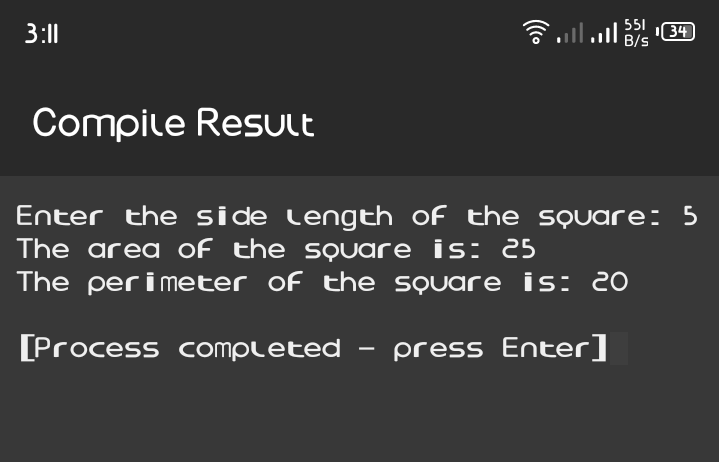 3:11
551 B/s 34
Compile Result
Enter the side length of the square: 5
The area of the square is: 25
The perimeter of the square is: 20
[Process completed - press Enter]